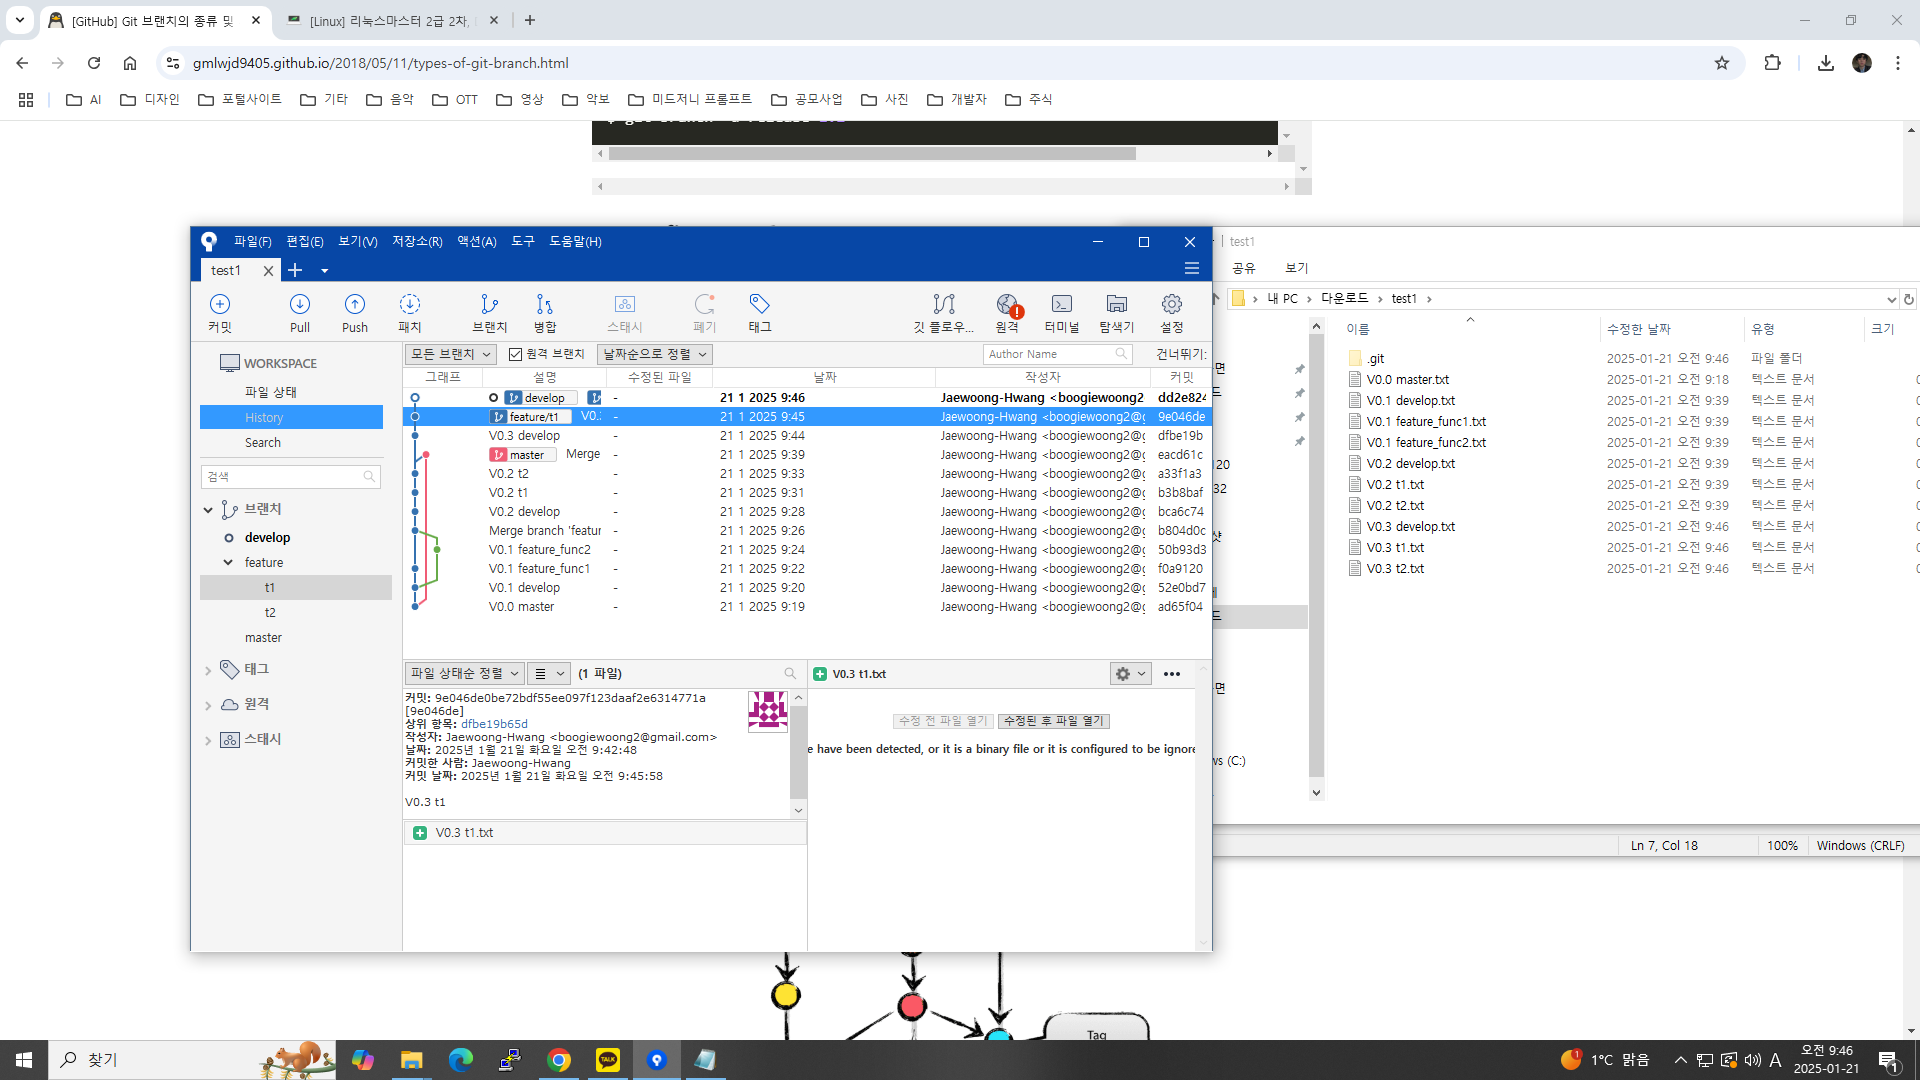 [GitHub] Git 브랜치의 종류 및
[Linux] 리눅스마스터 2급 2차,
gmlwjd9405.github.io/2018/05/11/types-of-git-branch.html
AI 디자인 포털사이트 기타 음악 OTT 영상 악보 미드저니 프롬프트 공모사업 사진 개발자 주식
파일(F) 편집(E) 보기(V) 저장소(R) 액션(A) 도구 도움말(H)
test1
커밋 Pull Push 패치 브랜치 병합 스태시 폐기 태그 깃 플로우... 원격 터미널 탐색기 설정
WORKSPACE
파일 상태
History
Search
검색
브랜치
develop
feature
t1
t2
master
태그
원격
스태시
모든 브랜치 원격 브랜치 날짜순으로 정렬 Author Name 건너뛰기:
그래프 설명 수정된 파일 날짜 작성자 커밋
develop - 21 1 2025 9:46 Jaewoong-Hwang <boogiewoong2 dd2e824
feature/t1 V0. - 21 1 2025 9:45 Jaewoong-Hwang <boogiewoong2@g 9e046de
V0.3 develop - 21 1 2025 9:44 Jaewoong-Hwang <boogiewoong2@g dfbe19b
master Merge - 21 1 2025 9:39 Jaewoong-Hwang <boogiewoong2@g eacd61c
V0.2 t2 - 21 1 2025 9:33 Jaewoong-Hwang <boogiewoong2@g a33f1a3
V0.2 t1 - 21 1 2025 9:31 Jaewoong-Hwang <boogiewoong2@g b3b8baf
V0.2 develop - 21 1 2025 9:28 Jaewoong-Hwang <boogiewoong2@g bca6c74
Merge branch 'featur - 21 1 2025 9:26 Jaewoong-Hwang <boogiewoong2@g b804d0c
V0.1 feature_func2 - 21 1 2025 9:24 Jaewoong-Hwang <boogiewoong2@g 50b93d3
V0.1 feature_func1 - 21 1 2025 9:22 Jaewoong-Hwang <boogiewoong2@g f0a9120
V0.1 develop - 21 1 2025 9:20 Jaewoong-Hwang <boogiewoong2@g 52e0bd7
V0.0 master - 21 1 2025 9:19 Jaewoong-Hwang <boogiewoong2@g ad65f04
파일 상태순 정렬 (1 파일)
커밋: 9e046de0be72bdf55ee097f123daaf2e6314771a
[9e046de]
상위 항목: dfbe19b65d
작성자: Jaewoong-Hwang <boogiewoong2@gmail.com>
날짜: 2025년 1월 21일 화요일 오전 9:42:48
커밋한 사람: Jaewoong-Hwang
커밋 날짜: 2025년 1월 21일 화요일 오전 9:45:58
V0.3 t1
V0.3 t1.txt
V0.3 t1.txt
수정 전 파일 열기 수정된 후 파일 열기
e have been detected, or it is a binary file or it is configured to be ignore
test1
공유 보기
내 PC 다운로드 test1
이름 수정한 날짜 유형 크기
.git 2025-01-21 오전 9:46 파일 폴더
V0.0 master.txt 2025-01-21 오전 9:18 텍스트 문서
V0.1 develop.txt 2025-01-21 오전 9:39 텍스트 문서
V0.1 feature_func1.txt 2025-01-21 오전 9:39 텍스트 문서
V0.1 feature_func2.txt 2025-01-21 오전 9:39 텍스트 문서
V0.2 develop.txt 2025-01-21 오전 9:39 텍스트 문서
V0.2 t1.txt 2025-01-21 오전 9:39 텍스트 문서
V0.2 t2.txt 2025-01-21 오전 9:39 텍스트 문서
V0.3 develop.txt 2025-01-21 오전 9:46 텍스트 문서
V0.3 t1.txt 2025-01-21 오전 9:46 텍스트 문서
V0.3 t2.txt 2025-01-21 오전 9:46 텍스트 문서
(C:)
Ln 7, Col 18 100% Windows (CRLF)
Tag
찾기
TALK
1 1°C 맑음 A 오전 9:46
2025-01-21
1